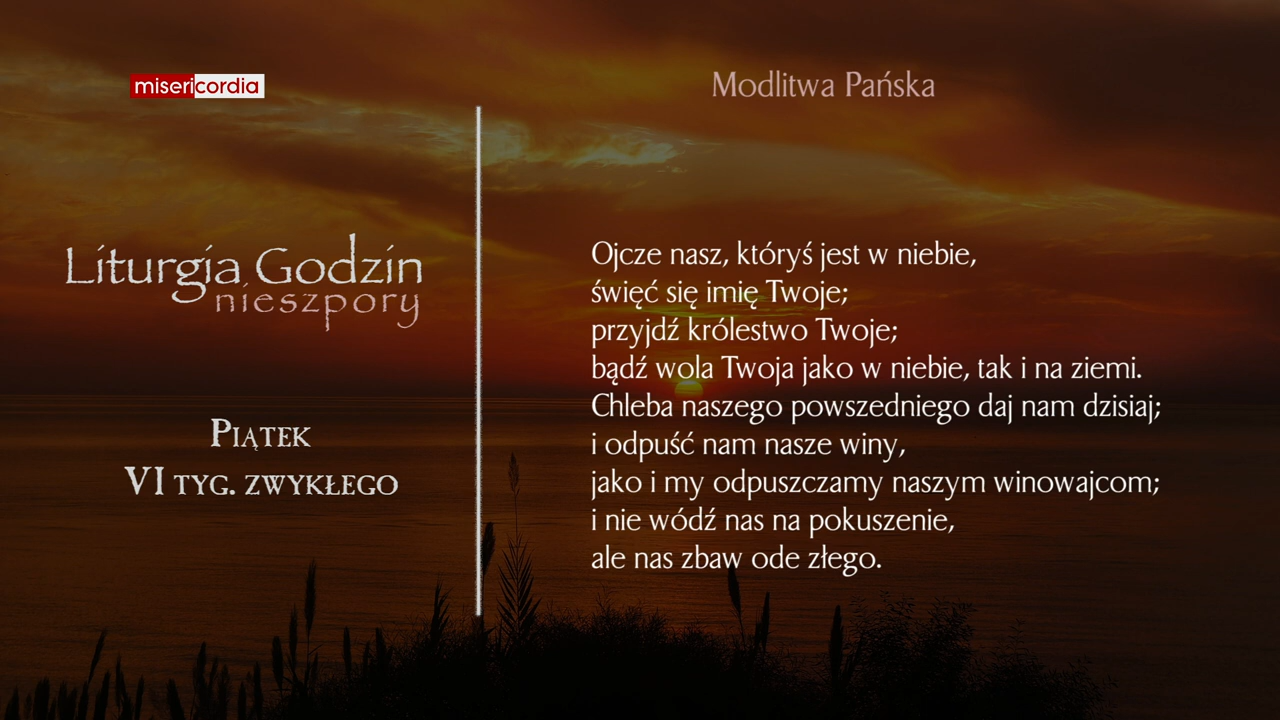 misericordia
Liturgia Godzin
nieszpory
Piątek
VI tyg. zwykłego
Modlitwa Pańska
Ojcze nasz, któryś jest w niebie,
święć się imię Twoje;
przyjdź królestwo Twoje;
bądź wola Twoja jako w niebie, tak i na ziemi.
Chleba naszego powszedniego daj nam dzisiaj;
i odpuść nam nasze winy,
jako i my odpuszczamy naszym winowajcom;
i nie wódź nas na pokuszenie,
ale nas zbaw ode złego.